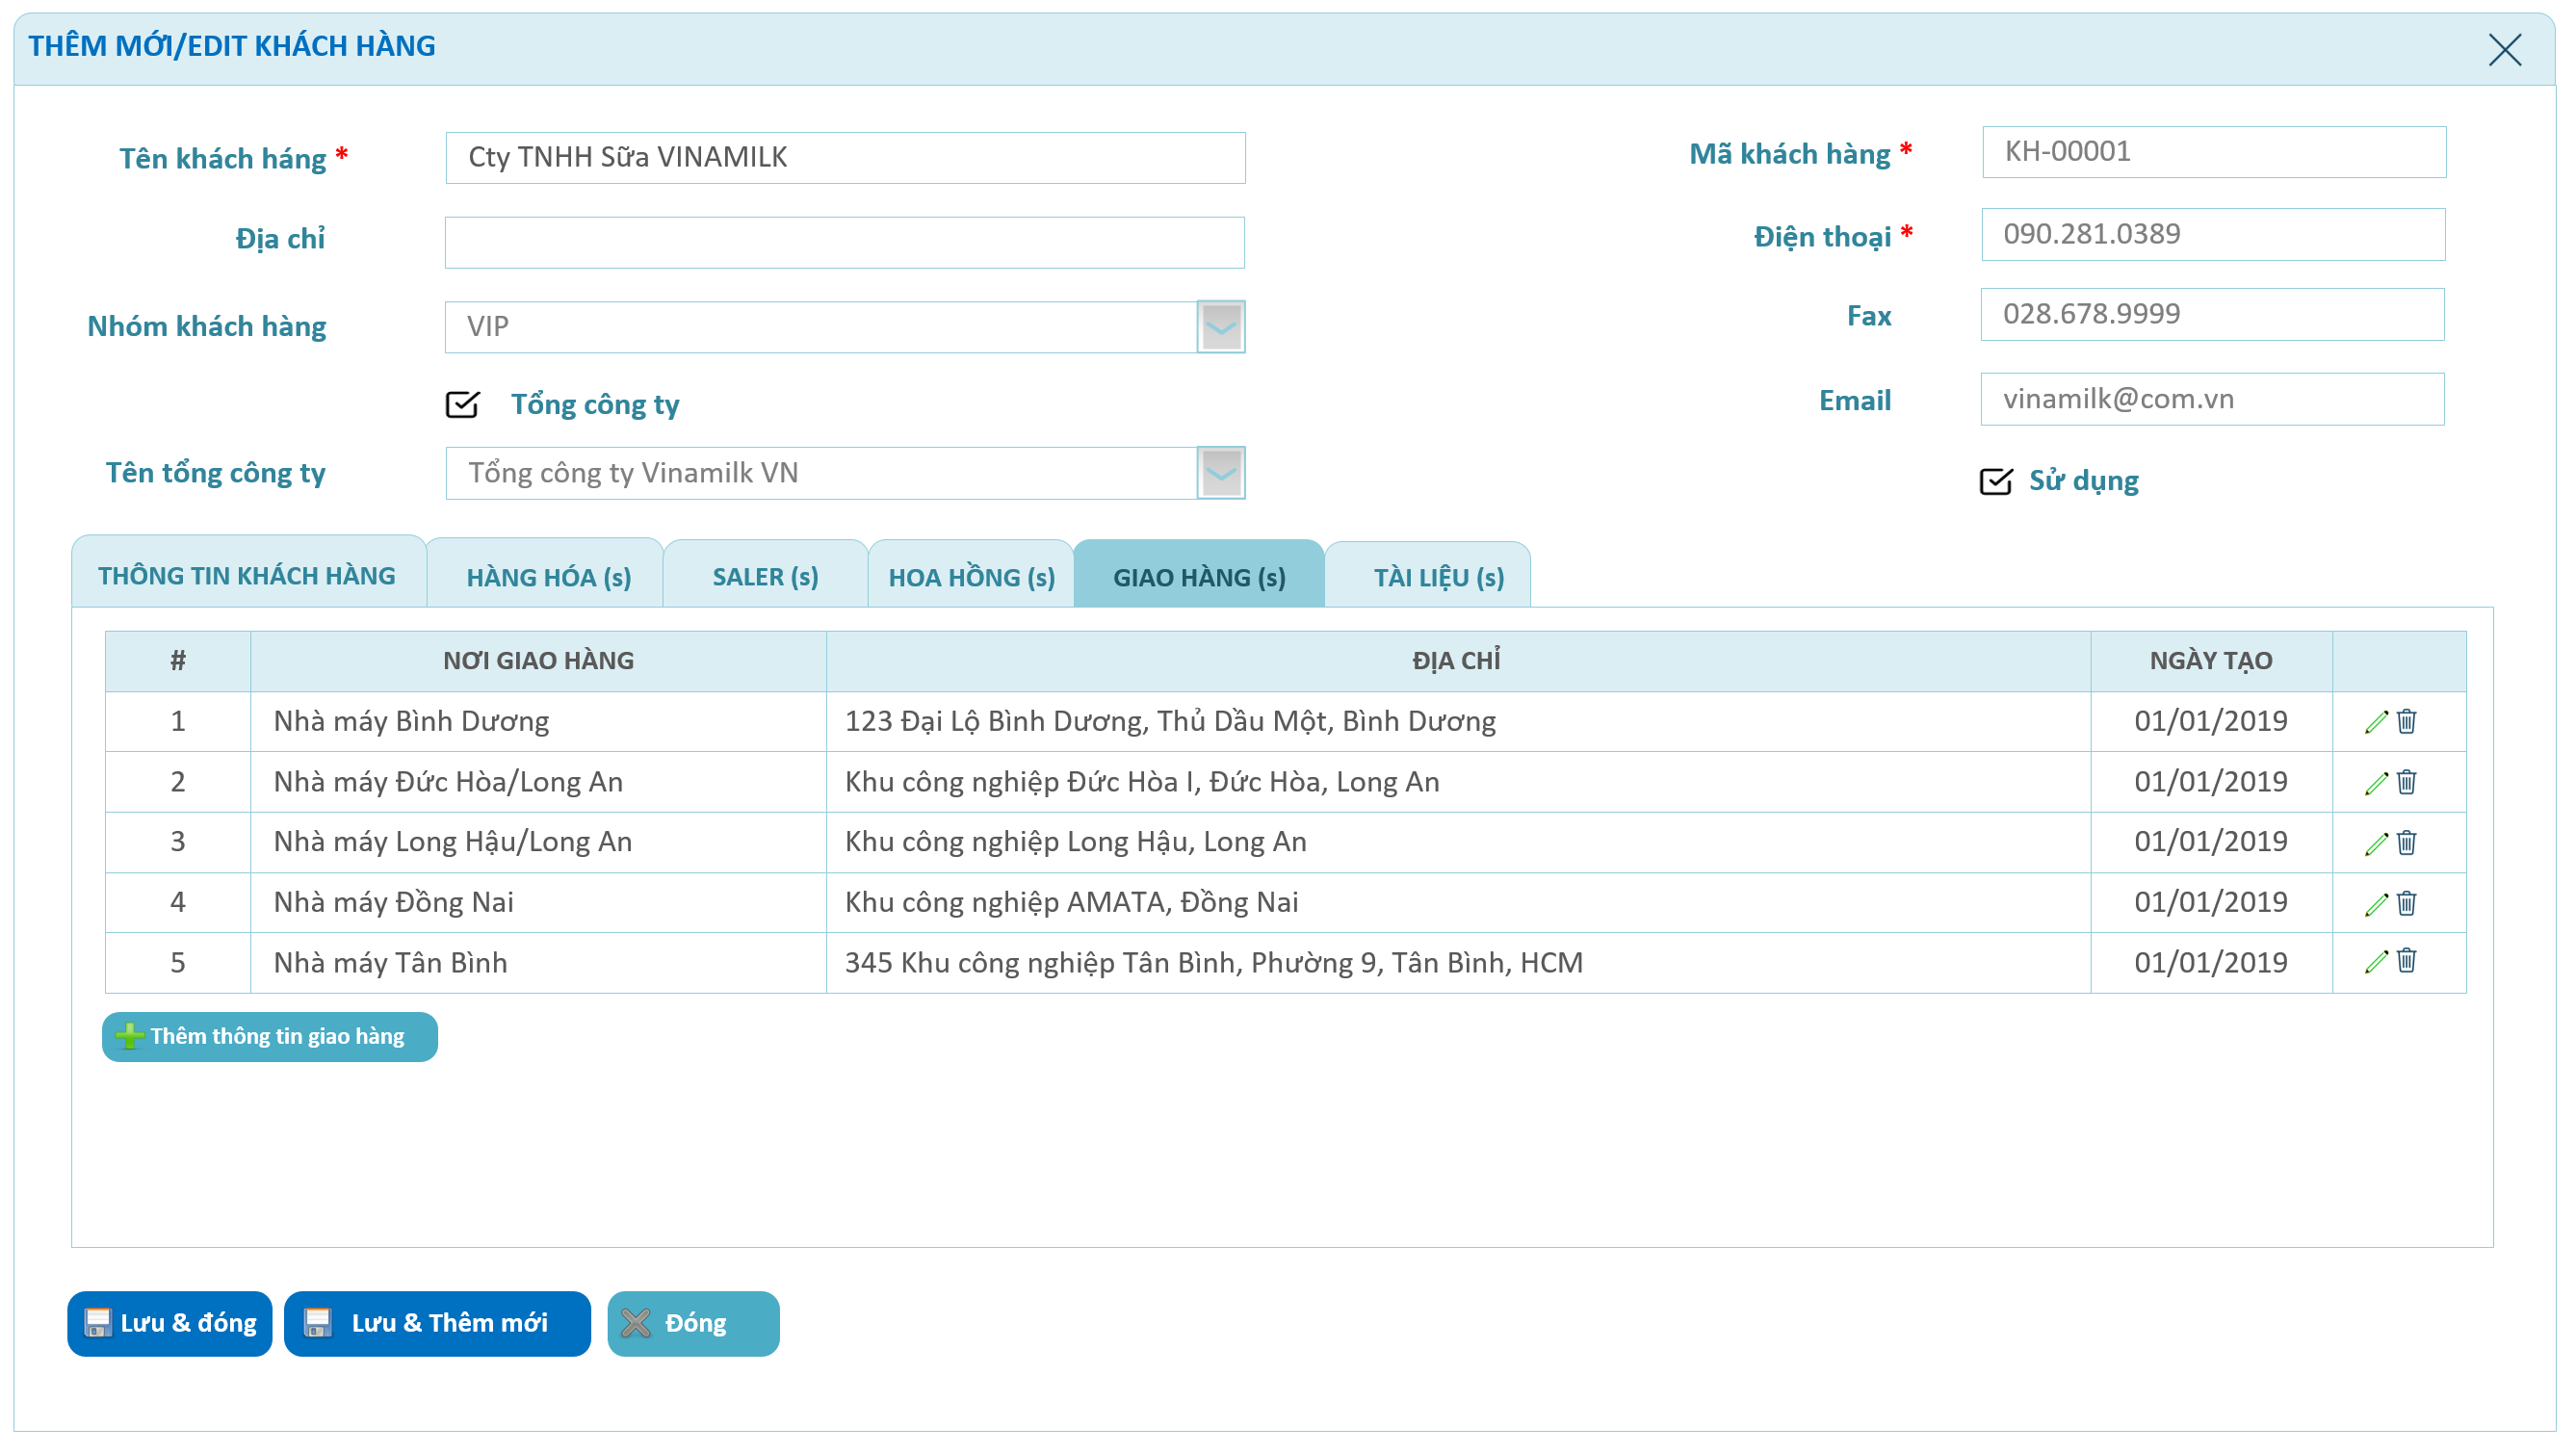 THÊM MỚI/EDIT KHÁCH HÀNG
Tên khách háng *
Cty TNHH Sữa VINAMILK
Mã khách hàng *
KH-00001
Địa chỉ
Điện thoại *
090.281.0389
Nhóm khách hàng
VIP
Fax
028.678.9999
Tổng công ty
Email
vinamilk@com.vn
Tên tổng công ty
Tổng công ty Vinamilk VN
Sử dụng
THÔNG TIN KHÁCH HÀNG HÀNG HÓA (s) SALER (s) HOA HỒNG (s) GIAO HÀNG (s) TÀI LIỆU (s)
# NƠI GIAO HÀNG ĐỊA CHỈ NGÀY TẠO
1 Nhà máy Bình Dương 123 Đại Lộ Bình Dương, Thủ Dầu Một, Bình Dương 01/01/2019
2 Nhà máy Đức Hòa/Long An Khu công nghiệp Đức Hòa I, Đức Hòa, Long An 01/01/2019
3 Nhà máy Long Hậu/Long An Khu công nghiệp Long Hậu, Long An 01/01/2019
4 Nhà máy Đồng Nai Khu công nghiệp AMATA, Đồng Nai 01/01/2019
5 Nhà máy Tân Bình 345 Khu công nghiệp Tân Bình, Phường 9, Tân Bình, HCM 01/01/2019
Thêm thông tin giao hàng
Lưu & đóng Lưu & Thêm mới Đóng